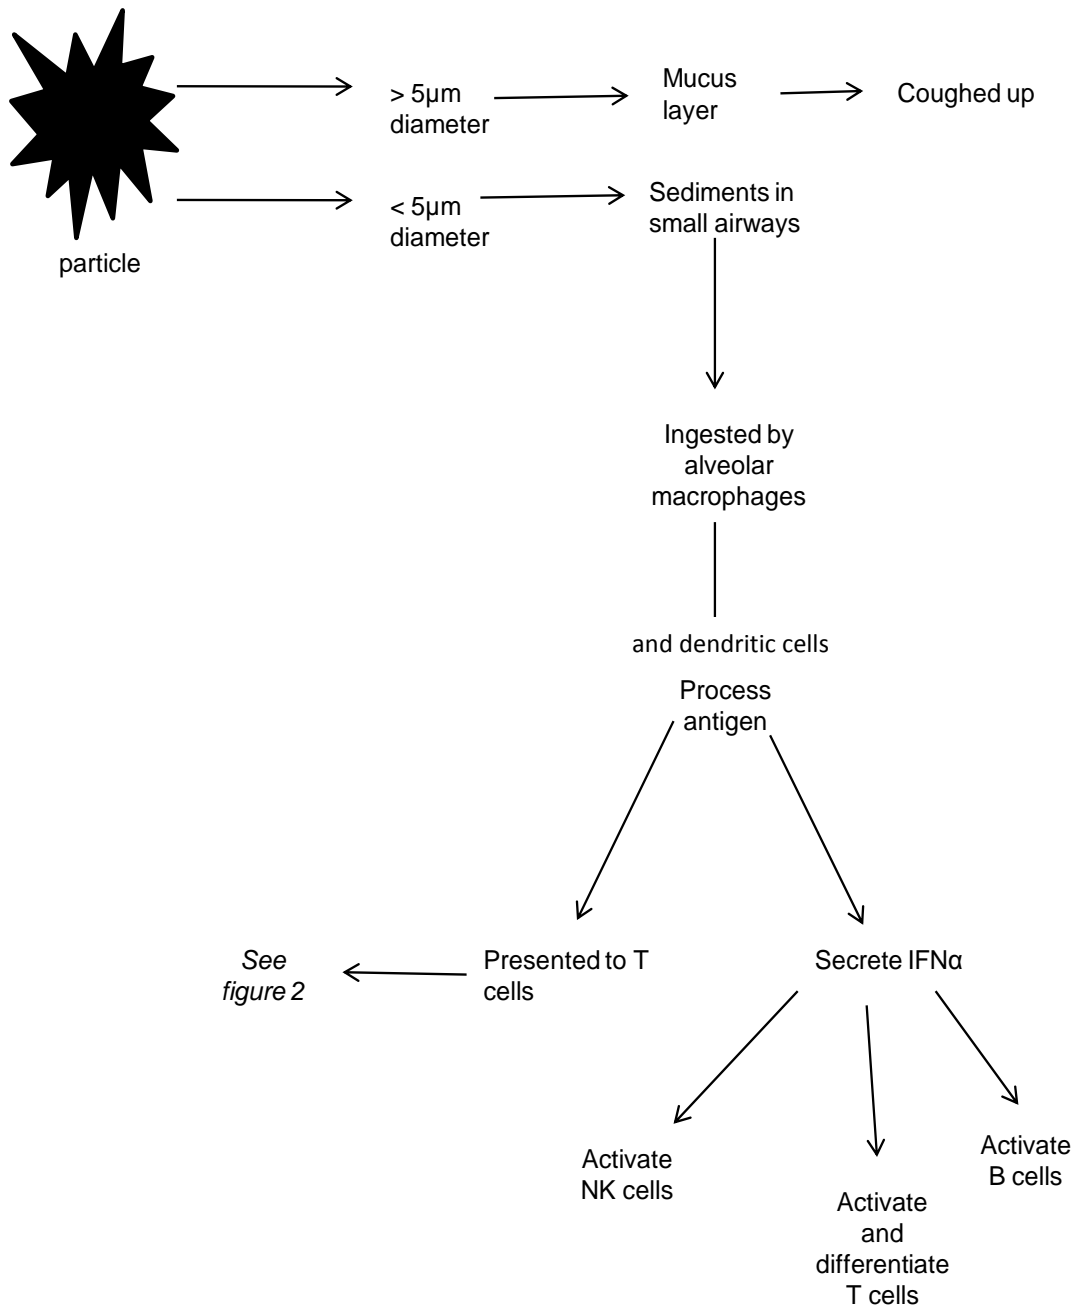 > 5µm
diameter
Mucus
layer
Coughed up
< 5µm
diameter
Sediments in
small airways
particle
Ingested by
alveolar
macrophages
and dendritic cells
Process
antigen
See
figure 2
Presented to T
cells
Secrete IFNα
Activate
NK cells
Activate
and
differentiate
T cells
Activate
B cells